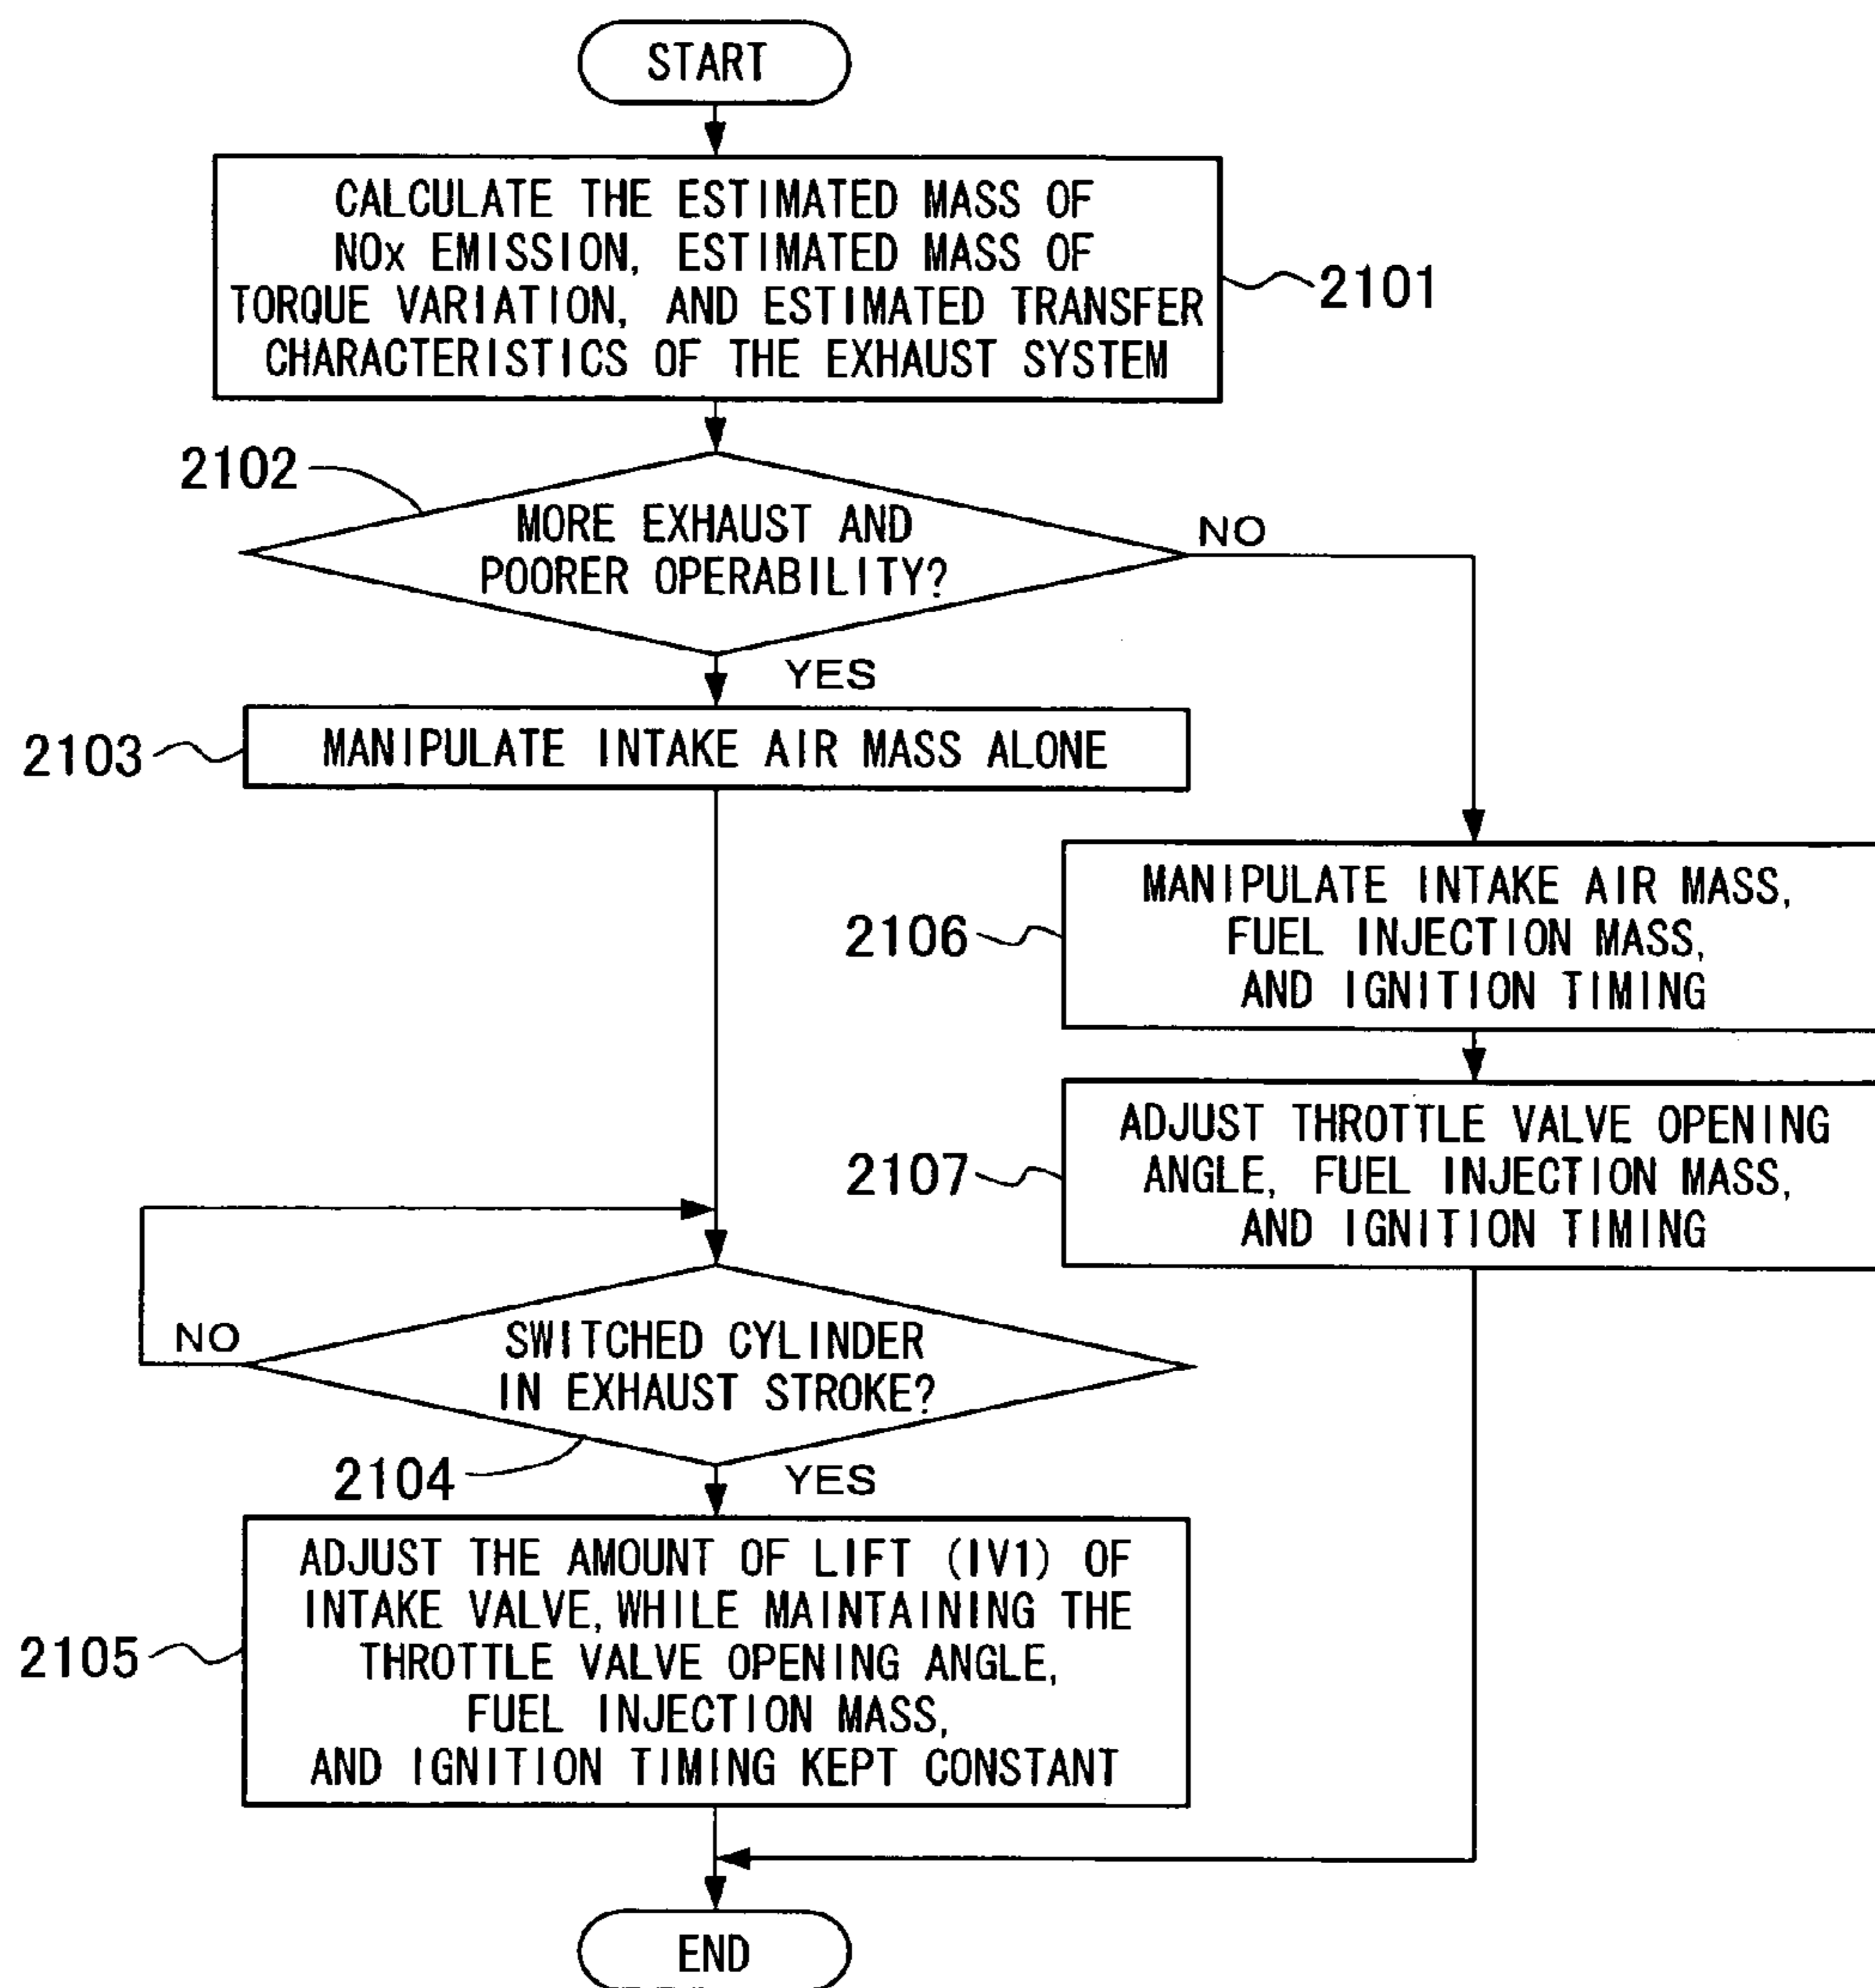 START
CALCULATE THE ESTIMATED MASS OF
NOx EMISSION, ESTIMATED MASS OF
TORQUE VARIATION, AND ESTIMATED TRANSFER
CHARACTERISTICS OF THE EXHAUST SYSTEM
2101
2102
MORE EXHAUST AND
POORER OPERABILITY?
NO
YES
2103
MANIPULATE INTAKE AIR MASS ALONE
2106
MANIPULATE INTAKE AIR MASS,
FUEL INJECTION MASS,
AND IGNITION TIMING
2107
ADJUST THROTTLE VALVE OPENING
ANGLE, FUEL INJECTION MASS,
AND IGNITION TIMING
NO
SWITCHED CYLINDER
IN EXHAUST STROKE?
2104
YES
2105
ADJUST THE AMOUNT OF LIFT (IV1) OF
INTAKE VALVE, WHILE MAINTAINING THE
THROTTLE VALVE OPENING ANGLE,
FUEL INJECTION MASS,
AND IGNITION TIMING KEPT CONSTANT
END